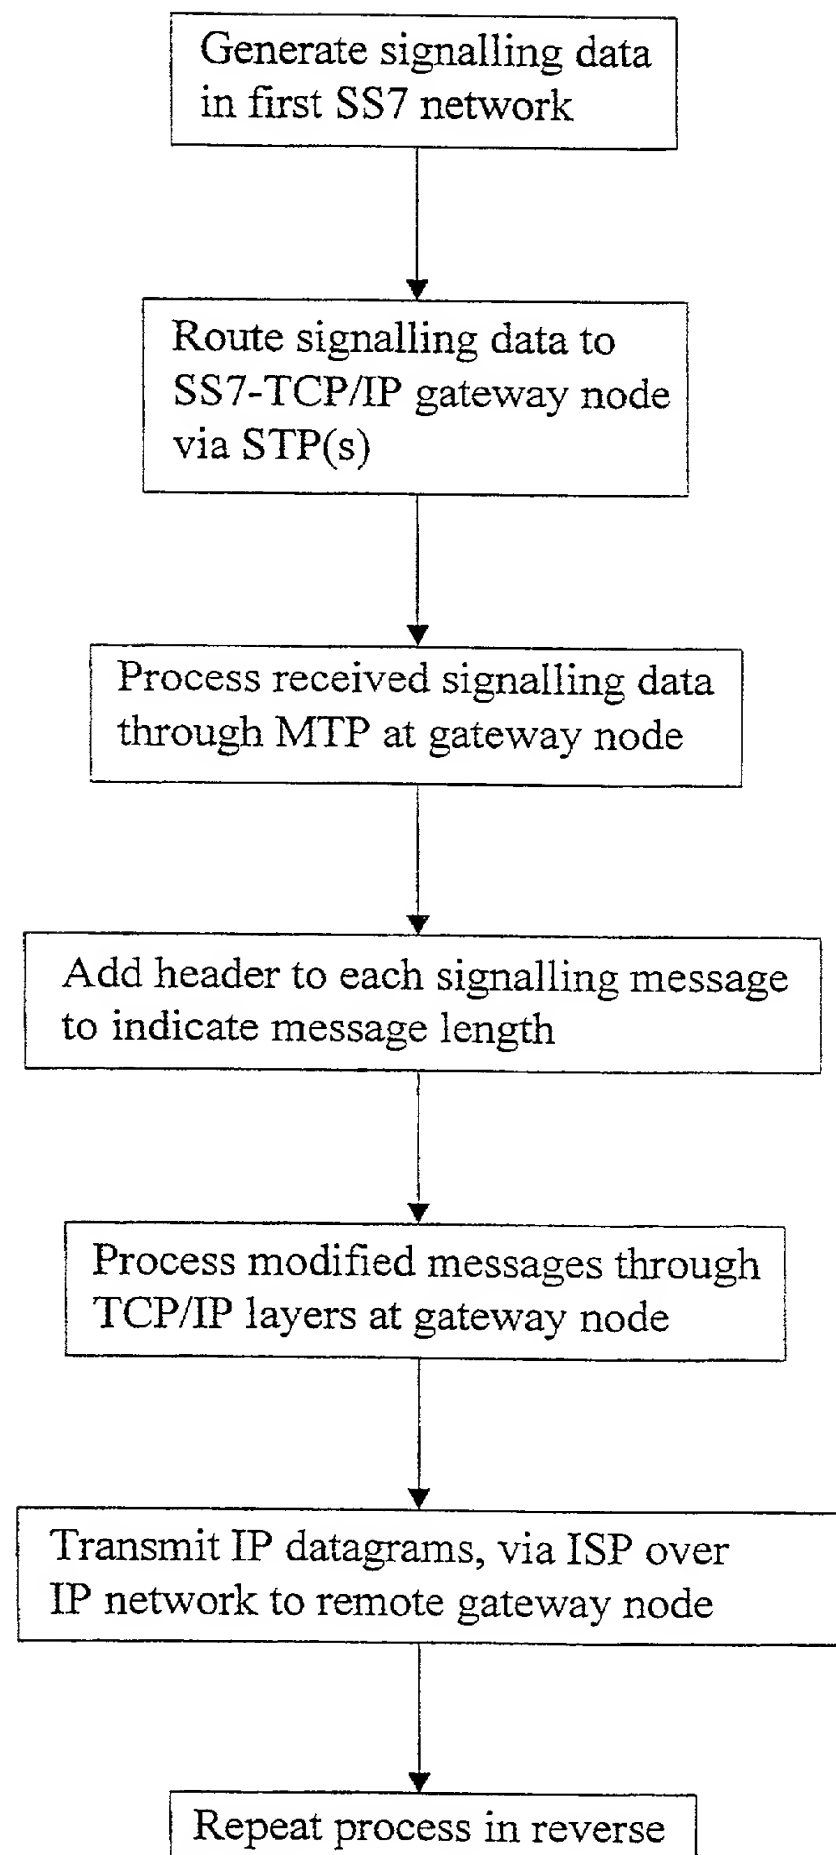 Generate signalling data
in first SS7 network
Route signalling data to
SS7-TCP/IP gateway node
via STP(s)
Process received signalling data
through MTP at gateway node
Add header to each signalling message
to indicate message length
Process modified messages through
TCP/IP layers at gateway node
Transmit IP datagrams, via ISP over
IP network to remote gateway node
Repeat process in reverse